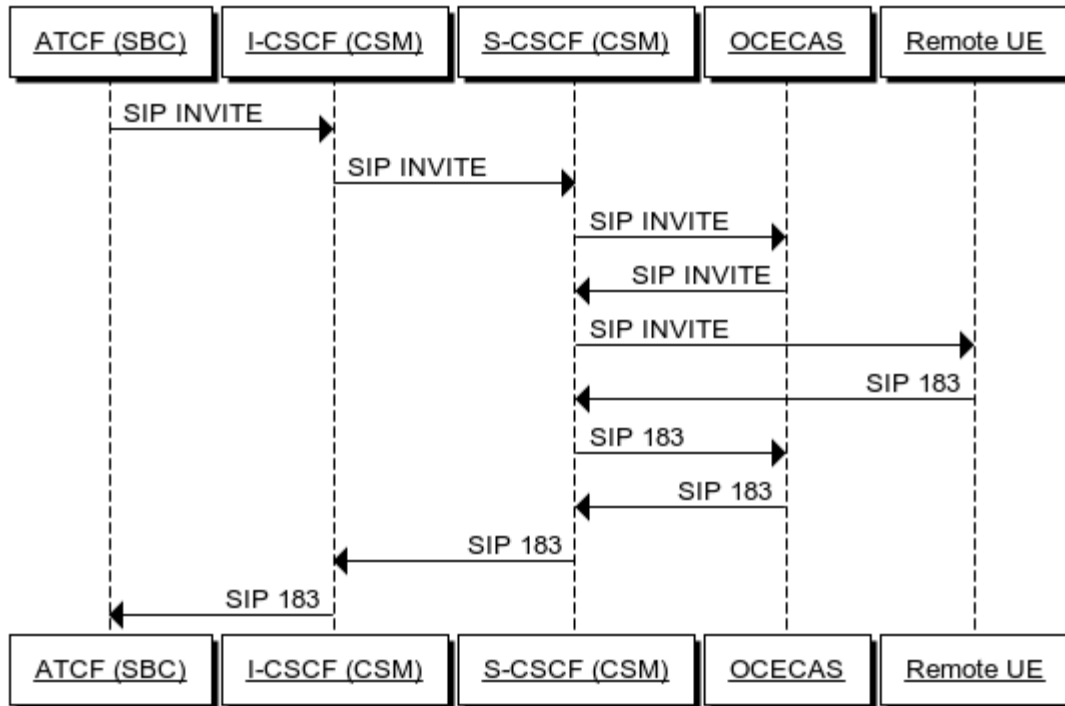 ATCF (SBC)
I-CSCF (CSM)
S-CSCF (CSM)
OCECAS
Remote UE
SIP INVITE
SIP INVITE
SIP INVITE
SIP INVITE
SIP INVITE
SIP 183
SIP 183
SIP 183
SIP 183
SIP 183
ATCF (SBC)
I-CSCF (CSM)
S-CSCF (CSM)
OCECAS
Remote UE